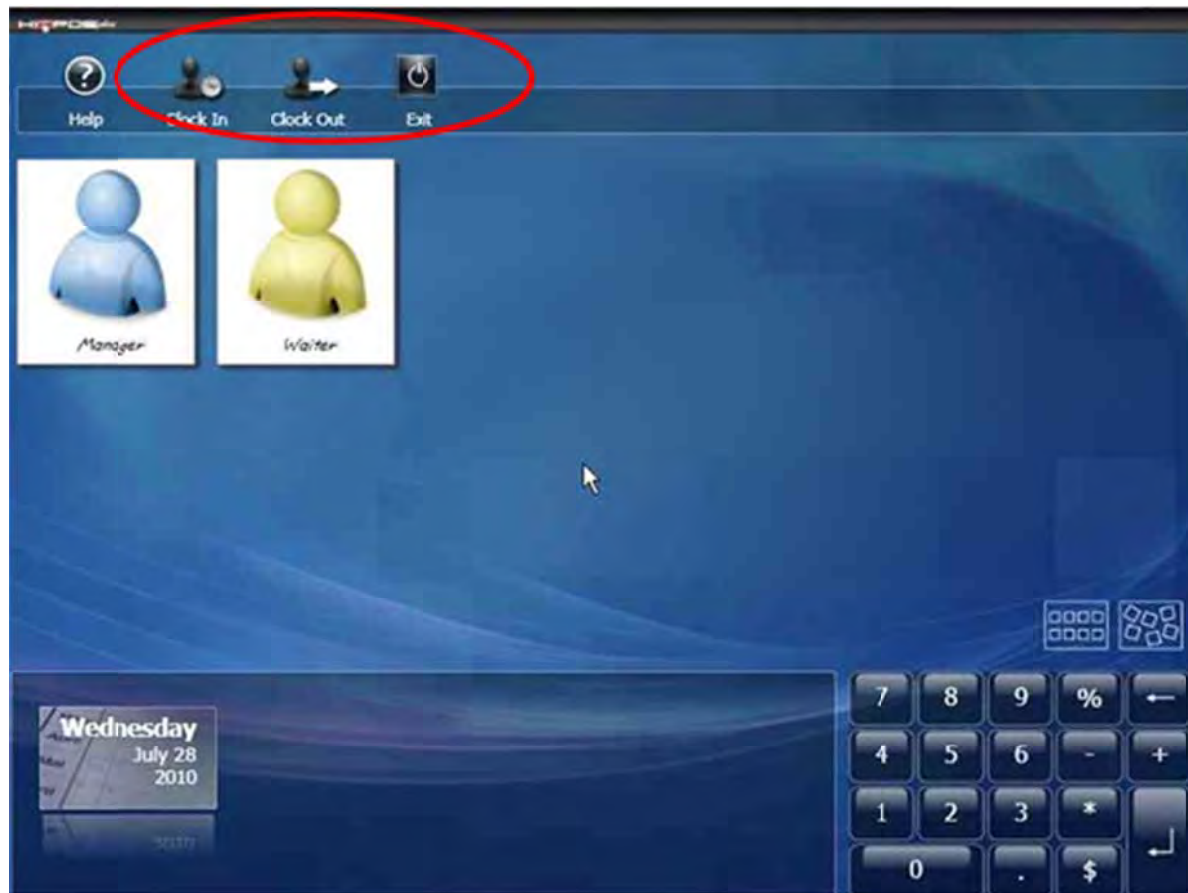 Help Clock In Clock Out Exit
Manager Waiter
Wednesday
July 28
2010
7 8 9 % ←
4 5 6 - +
1 2 3 *
0 . $